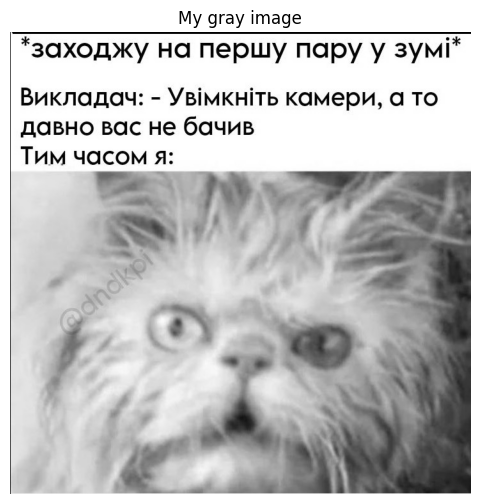 My gray image
*заходжу на першу пару у зумі*
Викладач: - Увімкніть камери, а то
давно вас не бачив
Тим часом я:
@dndkpi